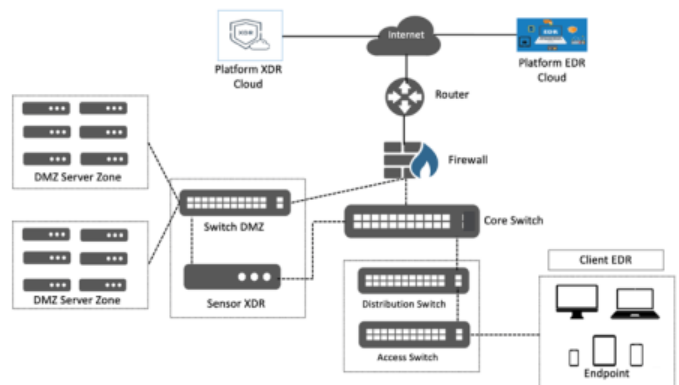 Internet
XDR
Platform XDR
Cloud
Platform EDR
Cloud
Router
Firewall
DMZ Server Zone
Switch DMZ
Core Switch
Sensor XDR
DMZ Server Zone
Distribution Switch
Access Switch
Client EDR
Endpoint